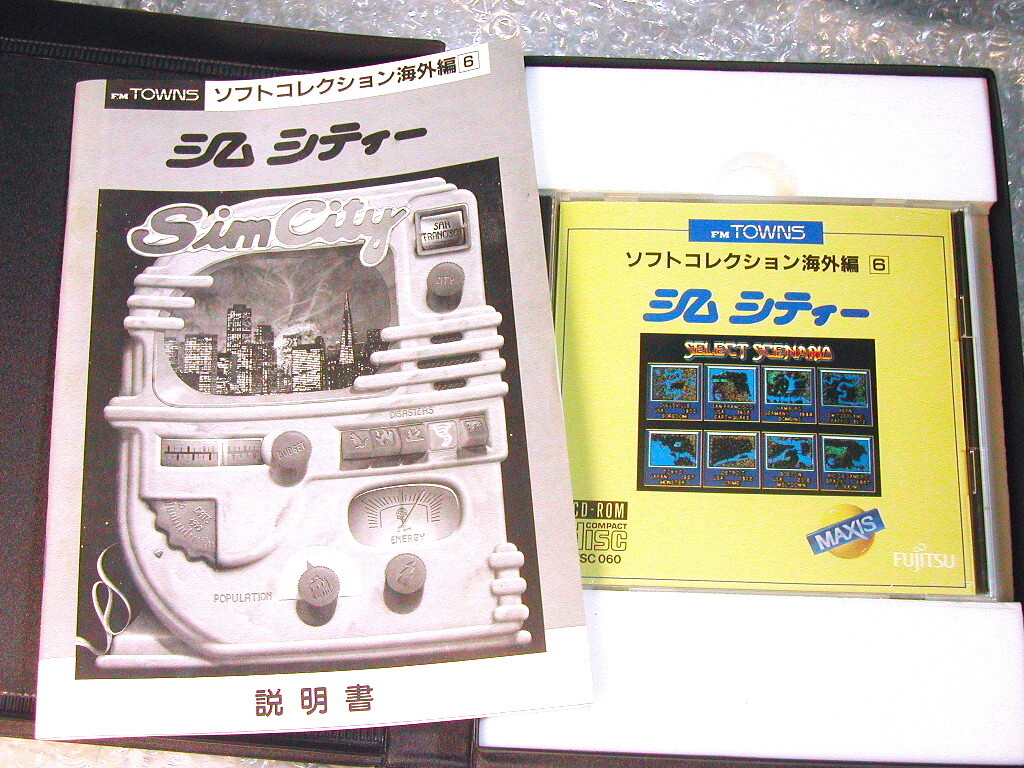 FM TOWNS ソフトコレクション海外編 6
シム シティー
SimCity
SAN FRANCISCO
CITY
DISASTERS
BUDGET
ENERGY
POPULATION
説明書
FM TOWNS
ソフトコレクション海外編 6
シム シティー
SELECT SCENARIO
CD-ROM
COMPACT
DISC
SC 060
MAXIS
FUJITSU